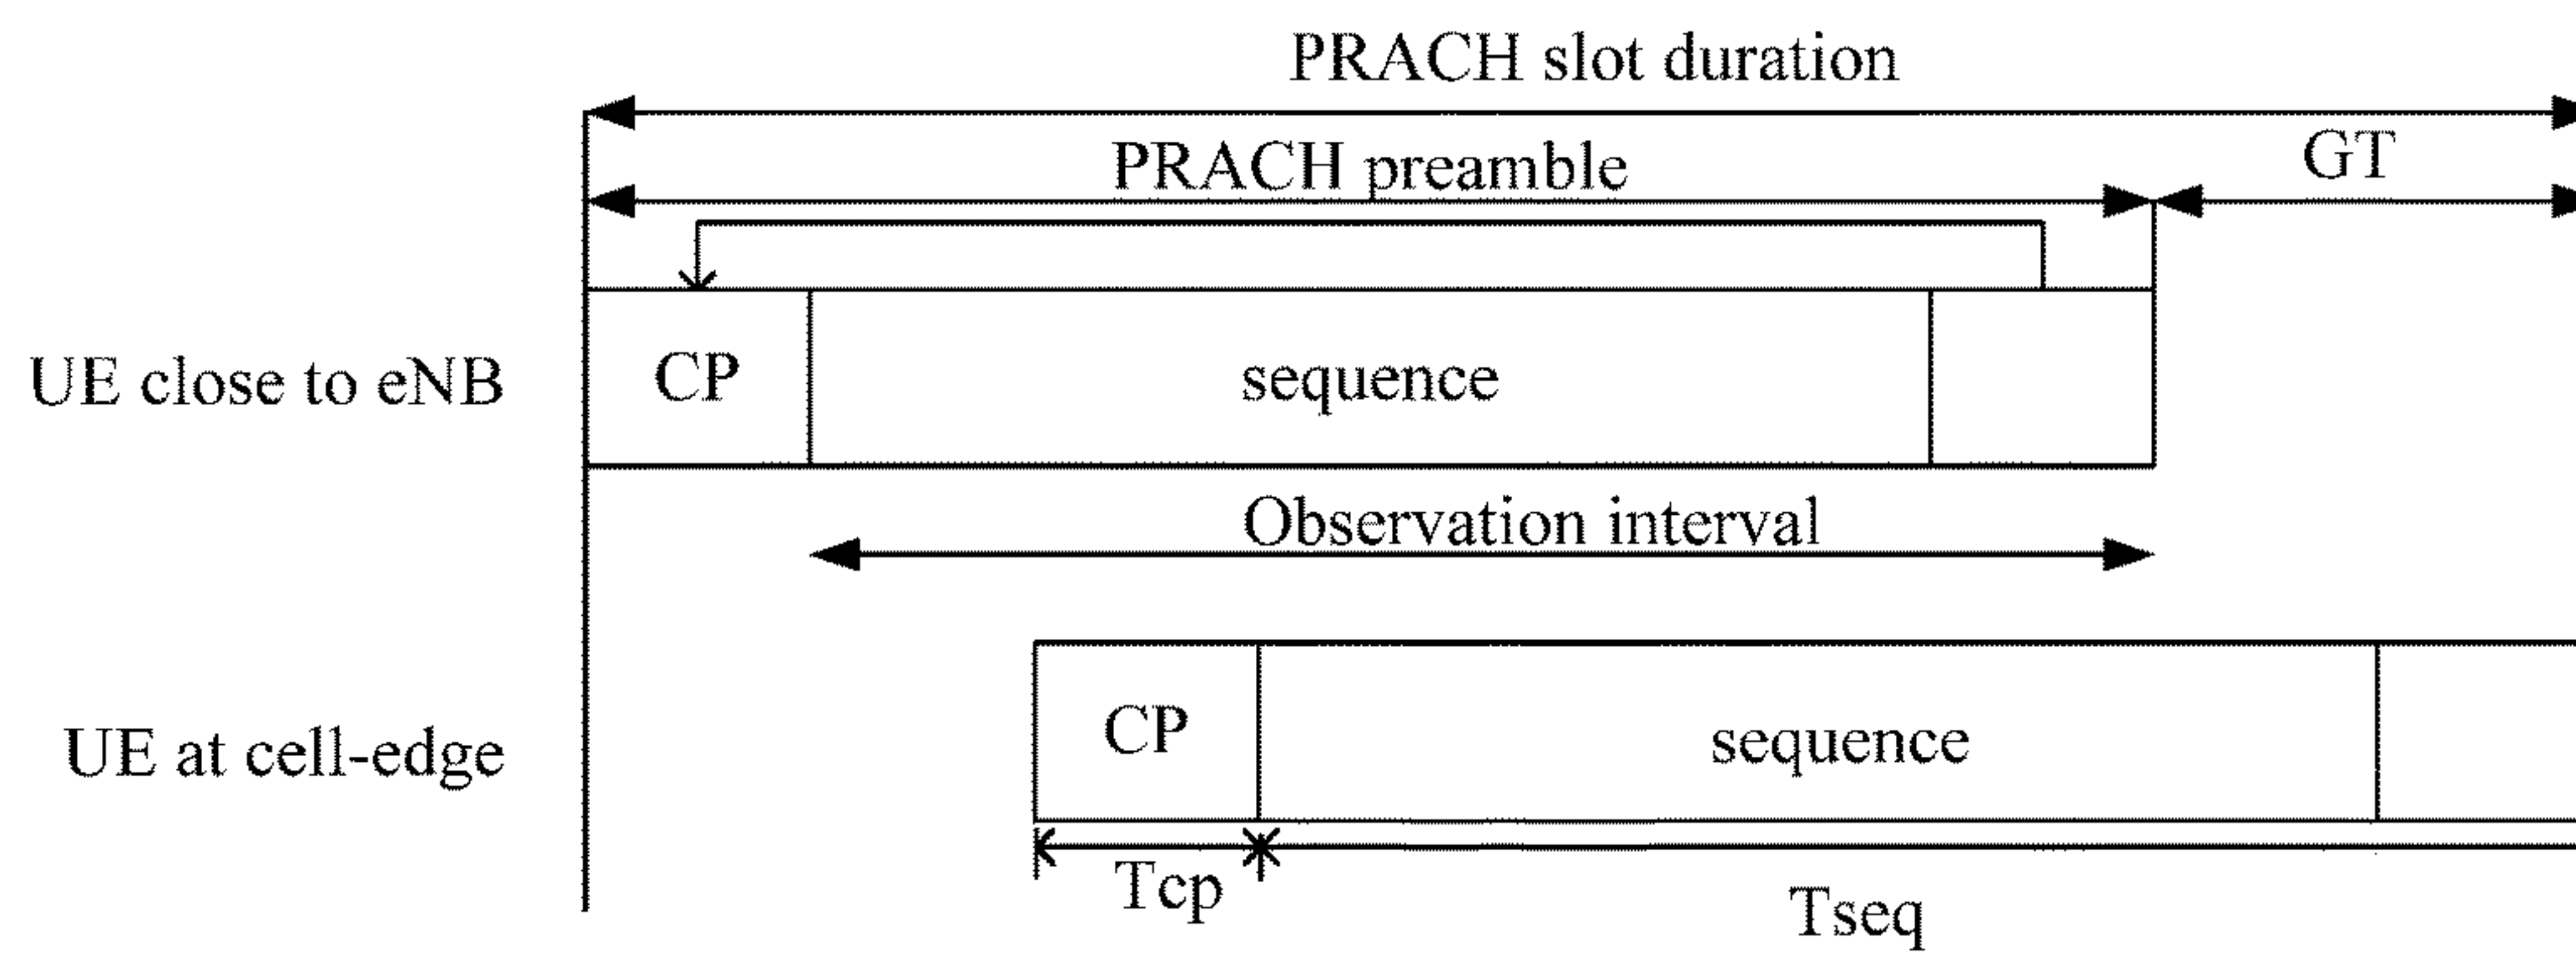 PRACH slot duration
PRACH preamble
GT
UE close to eNB
CP
sequence
Observation interval
UE at cell-edge
CP
sequence
Tcp
Tseq